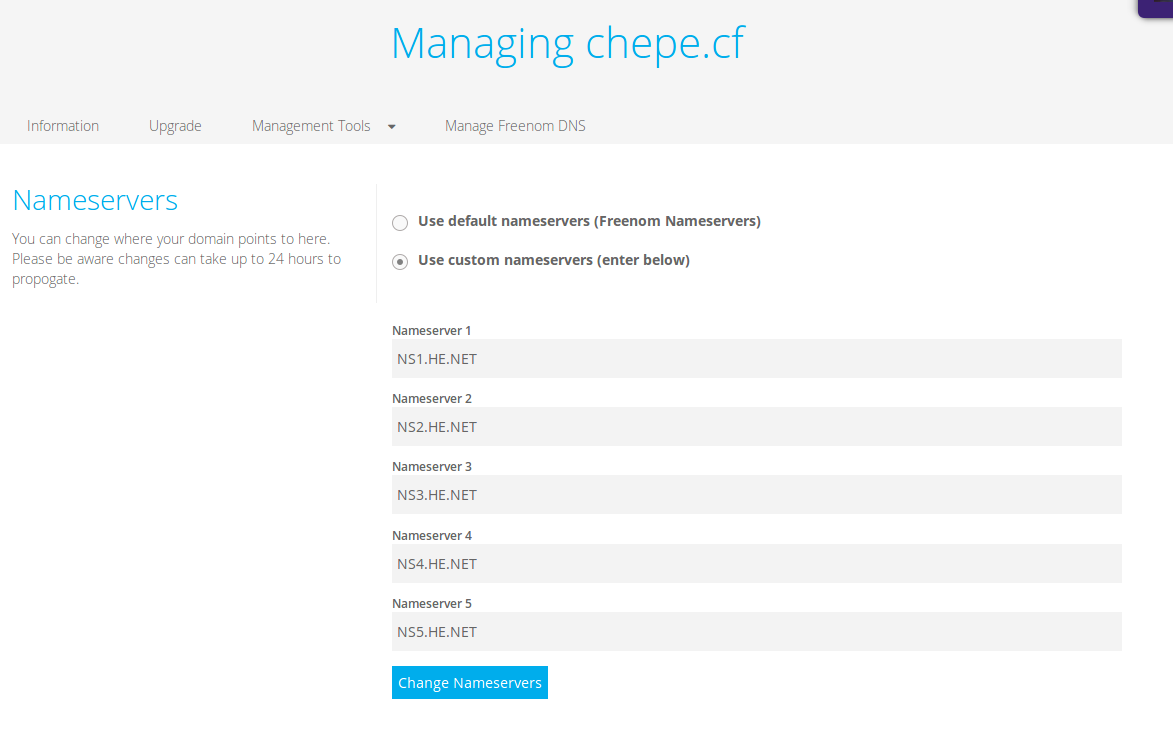 Managing chepe.cf
Information Upgrade Management Tools Manage Freenom DNS
Nameservers
You can change where your domain points to here.
Please be aware changes can take up to 24 hours to
propogate.
Use default nameservers (Freenom Nameservers)
Use custom nameservers (enter below)
Nameserver 1
NS1.HE.NET
Nameserver 2
NS2.HE.NET
Nameserver 3
NS3.HE.NET
Nameserver 4
NS4.HE.NET
Nameserver 5
NS5.HE.NET
Change Nameservers